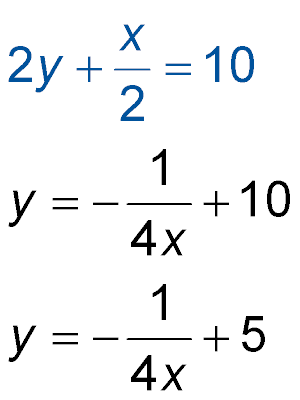 2y + x/2 = 10
y = -1/4x + 10
y = -1/4x + 5